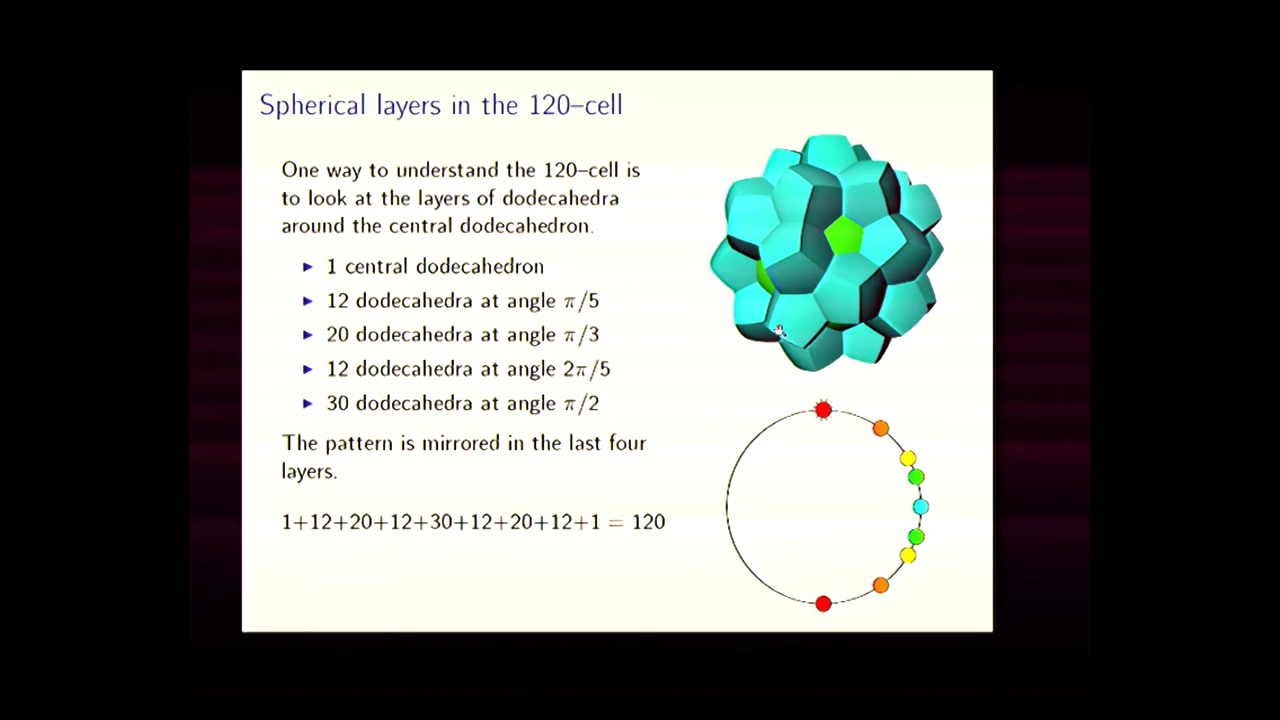 Spherical layers in the 120–cell
One way to understand the 120–cell is
to look at the layers of dodecahedra
around the central dodecahedron.
▶ 1 central dodecahedron
▶ 12 dodecahedra at angle π/5
▶ 20 dodecahedra at angle π/3
▶ 12 dodecahedra at angle 2π/5
▶ 30 dodecahedra at angle π/2
The pattern is mirrored in the last four
layers.
1+12+20+12+30+12+20+12+1 = 120